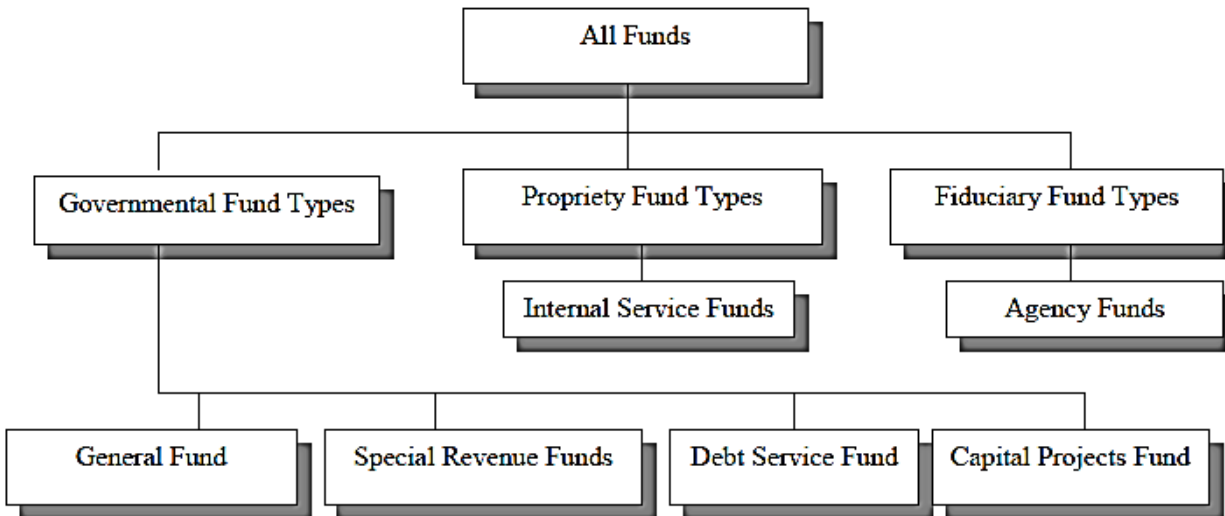 All Funds
Governmental Fund Types
Propriety Fund Types
Fiduciary Fund Types
Internal Service Funds
Agency Funds
General Fund
Special Revenue Funds
Debt Service Fund
Capital Projects Fund